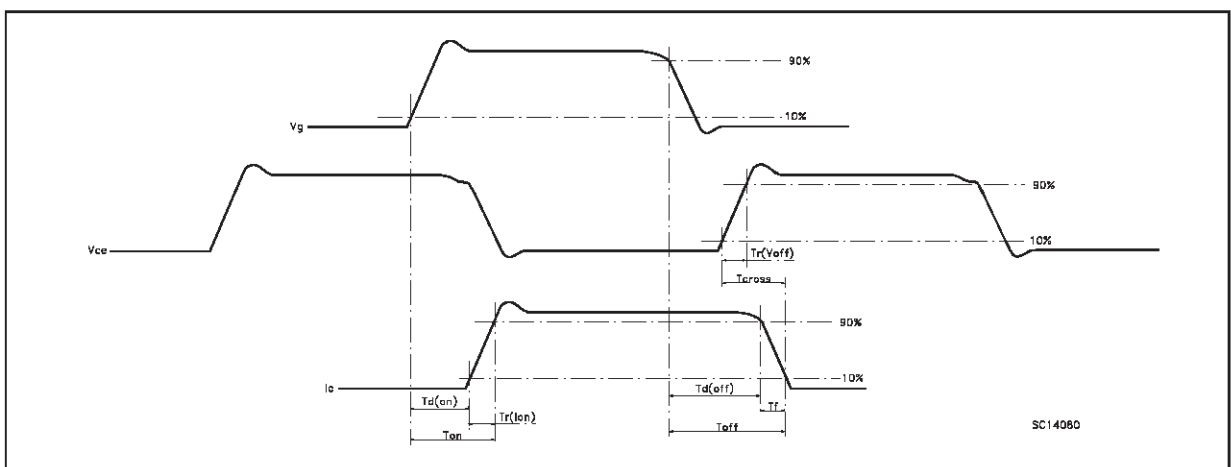 90%
10%
Vg
90%
Vce
10%
Tr(Voff)
Tcross
90%
10%
Ic
Td(on)
Td(off)
Tr(Ion)
Tf
Ton
Toff
SC14060